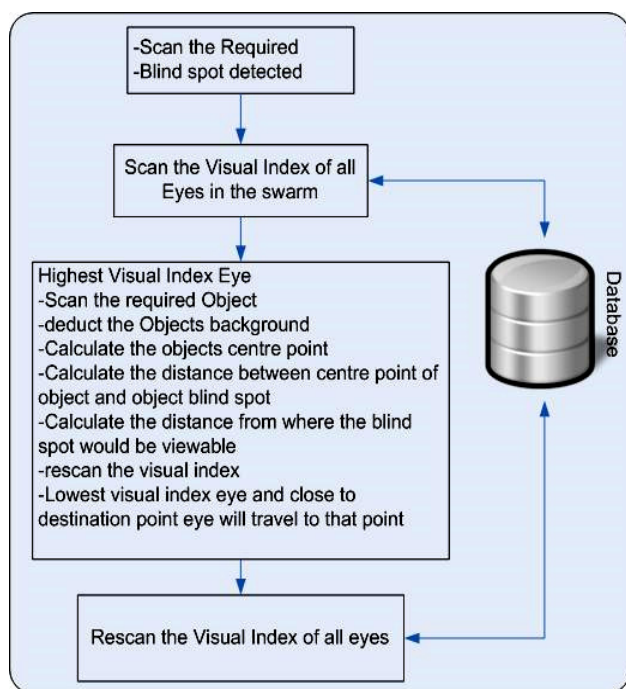 -Scan the Required
-Blind spot detected
Scan the Visual Index of all
Eyes in the swarm
Highest Visual Index Eye
-Scan the required Object
-deduct the Objects background
-Calculate the objects centre point
-Calculate the distance between centre point of
object and object blind spot
-Calculate the distance from where the blind
spot would be viewable
-rescan the visual index
-Lowest visual index eye and close to
destination point eye will travel to that point
Database
Rescan the Visual Index of all eyes